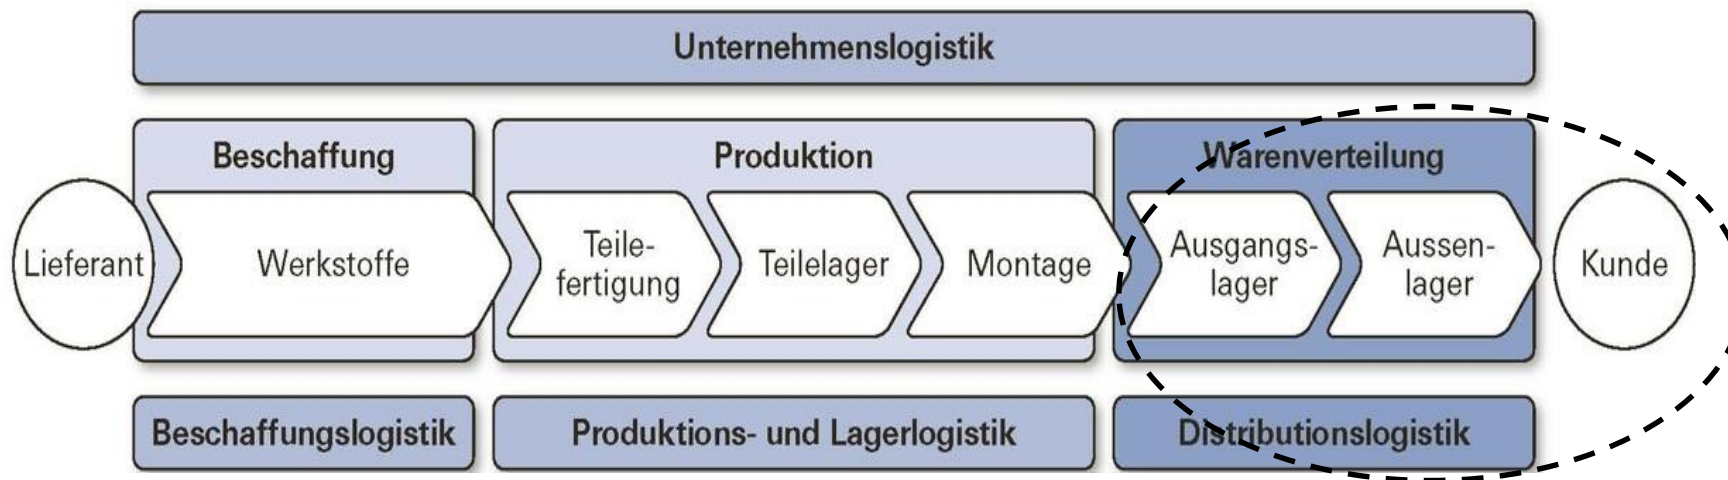 Unternehmenslogistik
Beschaffung
Produktion
Warenverteilung
Lieferant
Werkstoffe
Teile-
fertigung
Teilelager
Montage
Ausgangs-
lager
Aussen-
lager
Kunde
Beschaffungslogistik
Produktions- und Lagerlogistik
Distributionslogistik